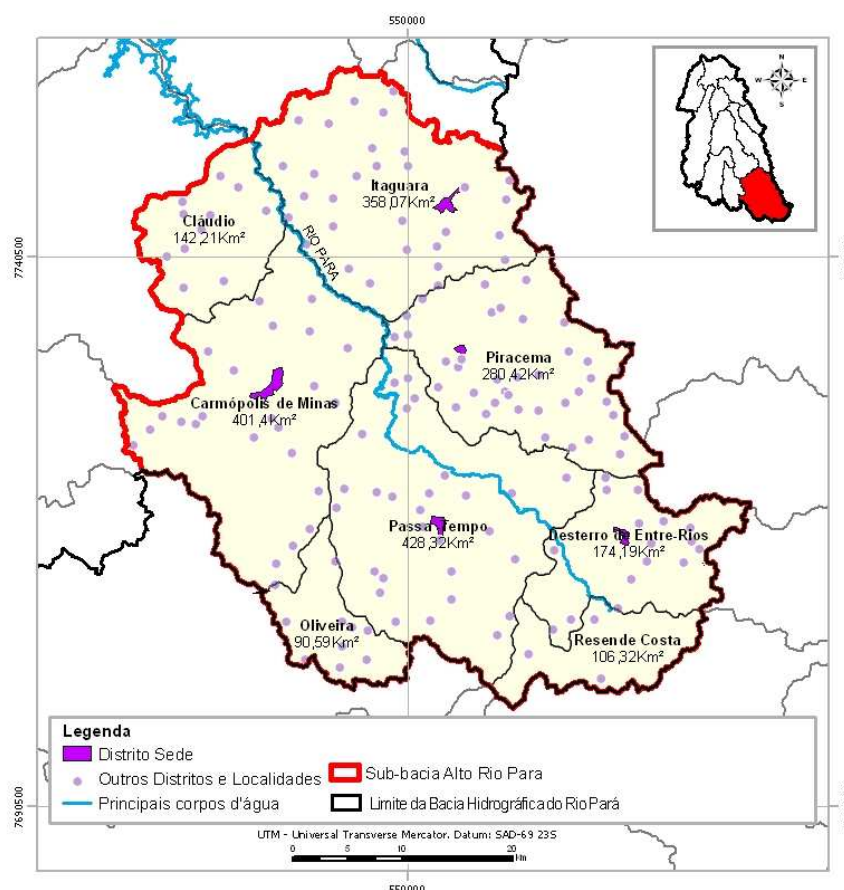 550000
W
N
E
S
Itaguara
358,07Km²
Cláudio
142,21Km²
RIO PARA
7740500
Piracema
280,42Km²
Carmópolis de Minas
401,4Km²
Passa Tempo
428,32Km²
Desterro de Entre-Rios
174,19Km²
Oliveira
90,59Km²
Resende Costa
106,32Km²
Legenda
Distrito Sede
Outros Distritos e Localidades
Principais corpos d'água
Sub-bacia Alto Rio Para
Limite da Bacia Hidrográfica do Rio Pará
7690500
UTM - Universal Transverse Mercator. Datum: SAD-69 23S
0 5 10 20
Km
550000